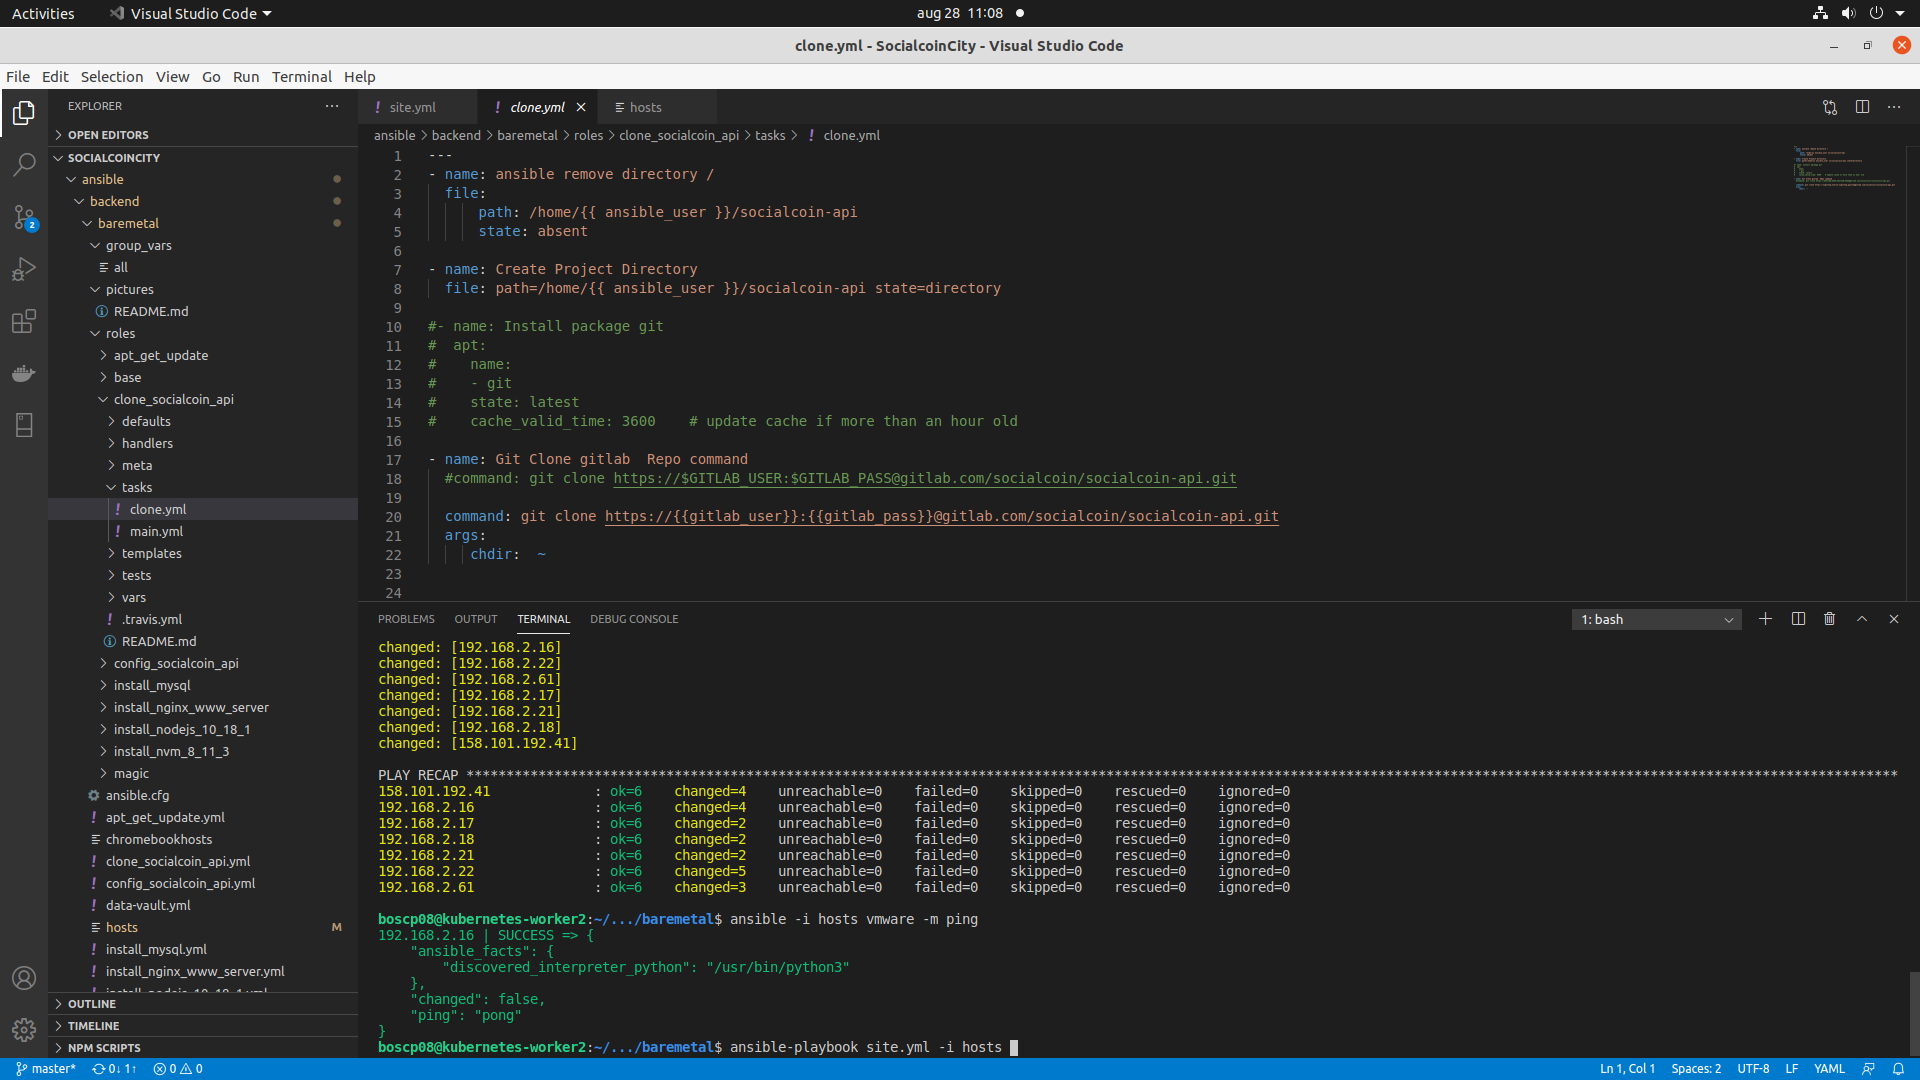 Activities
Visual Studio Code
aug 28 11:08
clone.yml - SocialcoinCity - Visual Studio Code
File Edit Selection View Go Run Terminal Help
EXPLORER
OPEN EDITORS
SOCIALCOINCITY
ansible
backend
baremetal
group_vars
all
pictures
README.md
roles
apt_get_update
base
clone_socialcoin_api
defaults
handlers
meta
tasks
clone.yml
main.yml
templates
tests
vars
.travis.yml
README.md
config_socialcoin_api
install_mysql
install_nginx_www_server
install_nodejs_10_18_1
install_nvm_8_11_3
magic
ansible.cfg
apt_get_update.yml
chromebookhosts
clone_socialcoin_api.yml
config_socialcoin_api.yml
data-vault.yml
hosts M
install_mysql.yml
install_nginx_www_server.yml
install_nodejs_10_18_1.yml
OUTLINE
TIMELINE
NPM SCRIPTS
2
! site.yml
! clone.yml
hosts
ansible > backend > baremetal > roles > clone_socialcoin_api > tasks > ! clone.yml
1 ---
2 - name: ansible remove directory /
3 file:
4 path: /home/{{ ansible_user }}/socialcoin-api
5 state: absent
6
7 - name: Create Project Directory
8 file: path=/home/{{ ansible_user }}/socialcoin-api state=directory
9
10 #- name: Install package git
11 # apt:
12 # name:
13 # - git
14 # state: latest
15 # cache_valid_time: 3600 # update cache if more than an hour old
16
17 - name: Git Clone gitlab Repo command
18 #command: git clone https://$GITLAB_USER:$GITLAB_PASS@gitlab.com/socialcoin/socialcoin-api.git
19
20 command: git clone https://{{gitlab_user}}:{{gitlab_pass}}@gitlab.com/socialcoin/socialcoin-api.git
21 args:
22 chdir: ~
23
24
PROBLEMS OUTPUT TERMINAL DEBUG CONSOLE
1: bash
changed: [192.168.2.16]
changed: [192.168.2.22]
changed: [192.168.2.61]
changed: [192.168.2.17]
changed: [192.168.2.21]
changed: [192.168.2.18]
changed: [158.101.192.41]
PLAY RECAP ***********************************************************************************************************************************************************************************
158.101.192.41 : ok=6 changed=4 unreachable=0 failed=0 skipped=0 rescued=0 ignored=0
192.168.2.16 : ok=6 changed=4 unreachable=0 failed=0 skipped=0 rescued=0 ignored=0
192.168.2.17 : ok=6 changed=2 unreachable=0 failed=0 skipped=0 rescued=0 ignored=0
192.168.2.18 : ok=6 changed=2 unreachable=0 failed=0 skipped=0 rescued=0 ignored=0
192.168.2.21 : ok=6 changed=2 unreachable=0 failed=0 skipped=0 rescued=0 ignored=0
192.168.2.22 : ok=6 changed=5 unreachable=0 failed=0 skipped=0 rescued=0 ignored=0
192.168.2.61 : ok=6 changed=3 unreachable=0 failed=0 skipped=0 rescued=0 ignored=0
boscp08@kubernetes-worker2:~/.../baremetal$ ansible -i hosts vmware -m ping
192.168.2.16 | SUCCESS => {
"ansible_facts": {
"discovered_interpreter_python": "/usr/bin/python3"
},
"changed": false,
"ping": "pong"
}
boscp08@kubernetes-worker2:~/.../baremetal$ ansible-playbook site.yml -i hosts
master* 0↓ 1↑ 0 0
Ln 1, Col 1 Spaces: 2 UTF-8 LF YAML